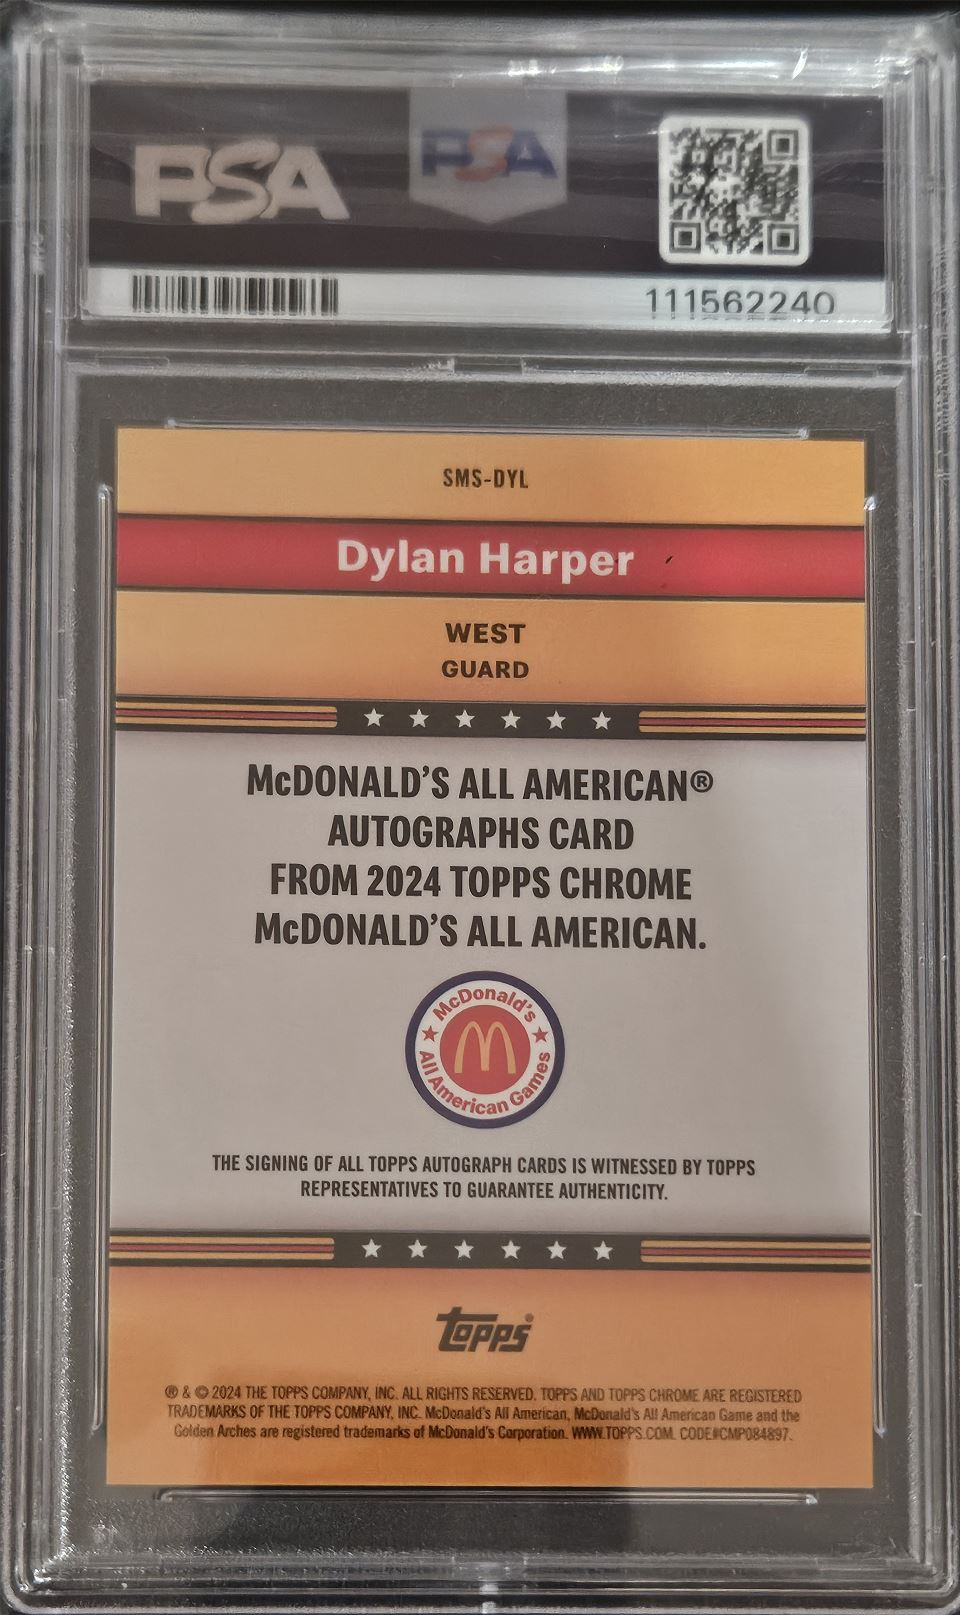 PSA
PSA
111562240
SMS-DYL
Dylan Harper
WEST
GUARD
McDONALD'S ALL AMERICAN®
AUTOGRAPHS CARD
FROM 2024 TOPPS CHROME
McDONALD'S ALL AMERICAN.
McDonald's
All American Games
THE SIGNING OF ALL TOPPS AUTOGRAPH CARDS IS WITNESSED BY TOPPS
REPRESENTATIVES TO GUARANTEE AUTHENTICITY.
topps®
® & © 2024 THE TOPPS COMPANY, INC. ALL RIGHTS RESERVED. TOPPS AND TOPPS CHROME ARE REGISTERED
TRADEMARKS OF THE TOPPS COMPANY, INC. McDonald's All American, McDonald's All American Game and the
Golden Arches are registered trademarks of McDonald's Corporation. WWW.TOPPS.COM. CODE#CMP084897.